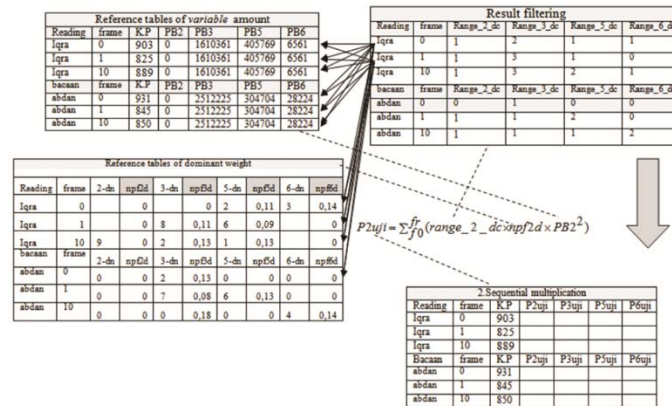 Reference tables of variable amount
Reading frame K.P PB2 PB3 PB5 PB6
Iqra 0 903 0 1610361 405769 6561
Iqra 1 825 0 1610361 405769 6561
Iqra 10 889 0 1610361 405769 6561
bacaan frame K.P PB2 PB3 PB5 PB6
abdan 0 931 0 2512225 304704 28224
abdan 1 845 0 2512225 304704 28224
abdan 10 850 0 2512225 304704 28224
Result filtering
Reading frame Range_2_dc Range_3_dc Range_5_dc Range_6_d
Iqra 0 1 2 1 1
Iqra 1 1 3 1 0
Iqra 10 1 3 2 1
bacaan frame Range_2_dc Range_3_dc Range_5_dc Range_6_d
abdan 0 0 1 0 0
abdan 1 1 1 2 0
abdan 10 1 1 1 2
Reference tables of dominant weight
Reading frame 2-dn npf2d 3-dn npf3d 5-dn npf5d 6-dn npf6d
Iqra 0 0 0 2 0,11 3 0,14
Iqra 1 0 8 0,11 6 0,09 0
Iqra 10 9 0 2 0,13 1 0,13 0
bacaan frame 2-dn npf2d 3-dn npf3d 5-dn npf5d 6-dn npf6d
abdan 0 0 2 0,13 0 0 0
abdan 1 0 0 7 0,08 6 0,13 0 0
abdan 10 0 0 0 0,18 0 0 4 0,14
P2uji = ∑ fr f0 (range_2_dc×npf2d × PB2²)
2.Sequential multiplication
Reading frame K.P P2uji P3uji P5uji P6uji
Iqra 0 903
Iqra 1 825
Iqra 10 889
Bacaan frame K.P P2uji P3uji P5uji P6uji
abdan 0 931
abdan 1 845
abdan 10 850